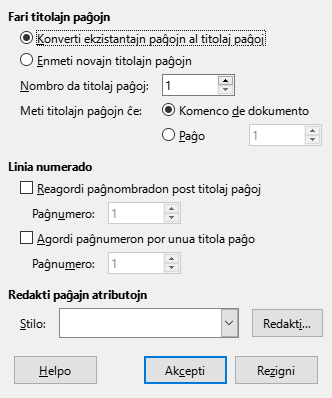 Fari titolajn paĝojn
Konverti ekzistantajn paĝojn al titolaj paĝoj
Enmeti novajn titolajn paĝojn
Nombro da titolaj paĝoj: 1
Meti titolajn paĝojn ĉe: Komenco de dokumento
Paĝo 1
Linia numerado
Reagordi paĝnombradon post titolaj paĝoj
Paĝnumero: 1
Agordi paĝnumeron por unua titola paĝo
Paĝnumero: 1
Redakti paĝajn atributojn
Stilo: Redakti...
Helpo Akcepti Rezigni